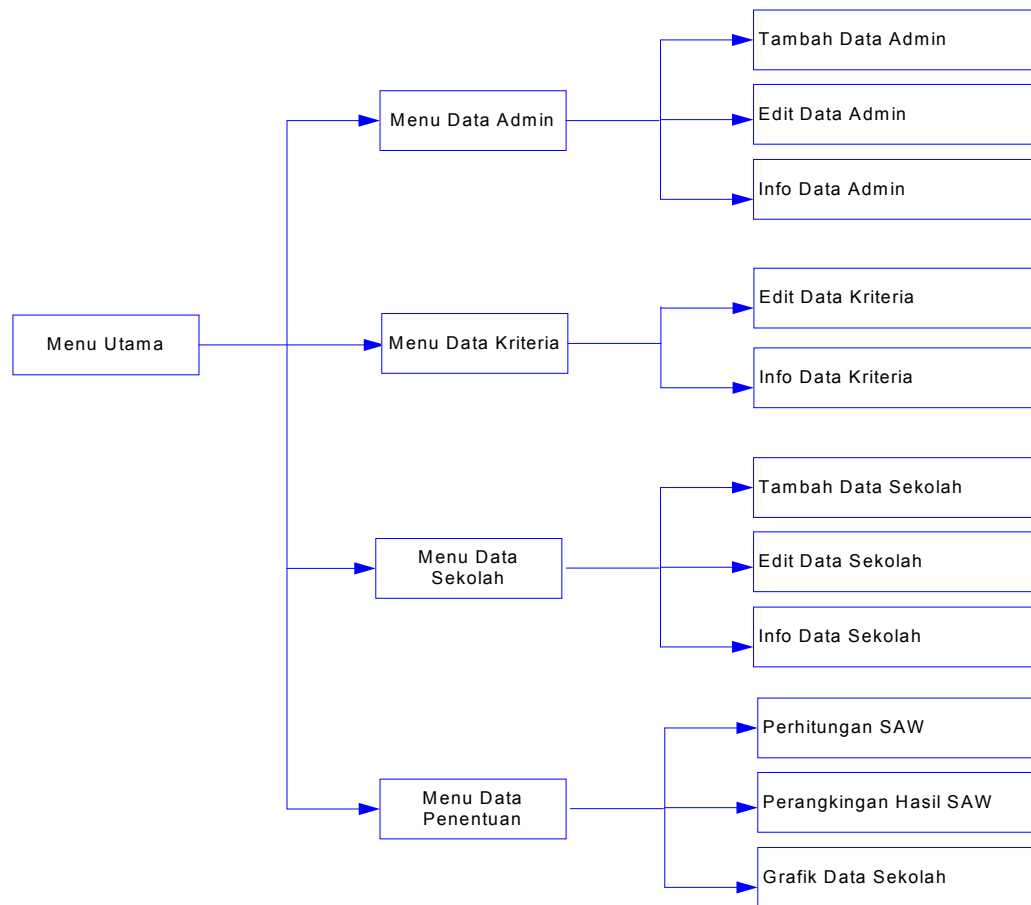 Menu Utama
Menu Data Admin
Tambah Data Admin
Edit Data Admin
Info Data Admin
Menu Data Kriteria
Edit Data Kriteria
Info Data Kriteria
Menu Data
Sekolah
Tambah Data Sekolah
Edit Data Sekolah
Info Data Sekolah
Menu Data
Penentuan
Perhitungan SAW
Perangkingan Hasil SAW
Grafik Data Sekolah